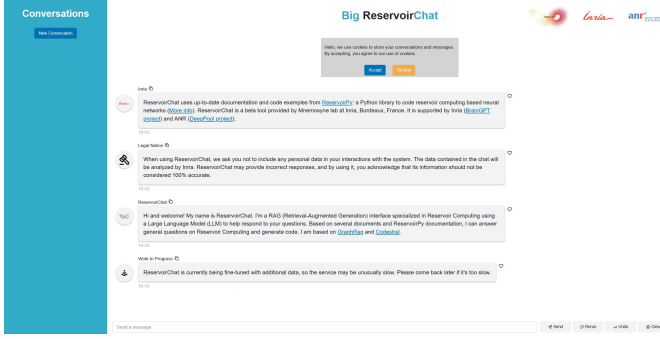 Conversations
New Conversation
Big ReservoirChat
Inria
anr
Hello, we use cookies to store your conversations and messages.
By accepting, you agree to our use of cookies.
Accept
Decline
Inria
ReservoirChat uses up-to-date documentation and code examples from ReservoirPy: a Python library to code reservoir computing based neural
networks (More info). ReservoirChat is a beta tool provided by Mnemosyne lab at Inria, Bordeaux, France. It is supported by Inria (BrainGPT
project) and ANR (DeepPool project).
16:43
Legal Notice
When using ReservoirChat, we ask you not to include any personal data in your interactions with the system. The data contained in the chat will
be analyzed by Inria. ReservoirChat may provide incorrect responses, and by using it, you acknowledge that its information should not be
considered 100% accurate.
16:43
ReservoirChat
Hi and welcome! My name is ReservoirChat. I'm a RAG (Retrieval-Augmented Generation) interface specialized in Reservoir Computing using
a Large Language Model (LLM) to help respond to your questions. Based on several documents and ReservoirPy documentation, I can answer
general questions on Reservoir Computing and generate code. I am based on GraphRag and Codestral.
16:43
Work In Progress
ReservoirChat is currently being fine-tuned with additional data, so the service may be unusually slow. Please come back later if it's too slow.
16:43
Send a message
Send
Rerun
Undo
Clear